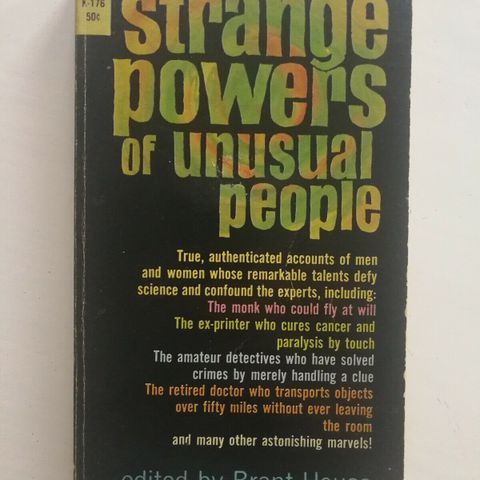 K-176
50¢
strange
powers
OF unusual
people
True, authenticated accounts of men
and women whose remarkable talents defy
science and confound the experts, including:
The monk who could fly at will
The ex-printer who cures cancer and
paralysis by touch
The amateur detectives who have solved
crimes by merely handling a clue
The retired doctor who transports objects
over fifty miles without ever leaving
the room
and many other astonishing marvels!
edited by Brant House